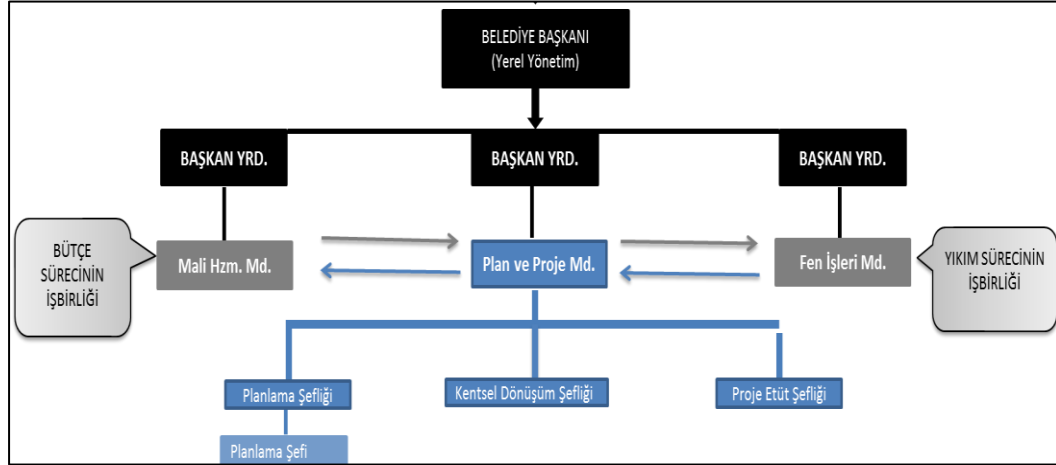 BELEDİYE BAŞKANI
(Yerel Yönetim)
BAŞKAN YRD.
BAŞKAN YRD.
BAŞKAN YRD.
BÜTÇE
SÜRECİNİN
İŞBİRLİĞİ
Mali Hzm. Md.
Plan ve Proje Md.
Fen İşleri Md.
YIKIM SÜRECİNİN
İŞBİRLİĞİ
Planlama Şefliği
Kentsel Dönüşüm Şefliği
Proje Etüt Şefliği
Planlama Şefi